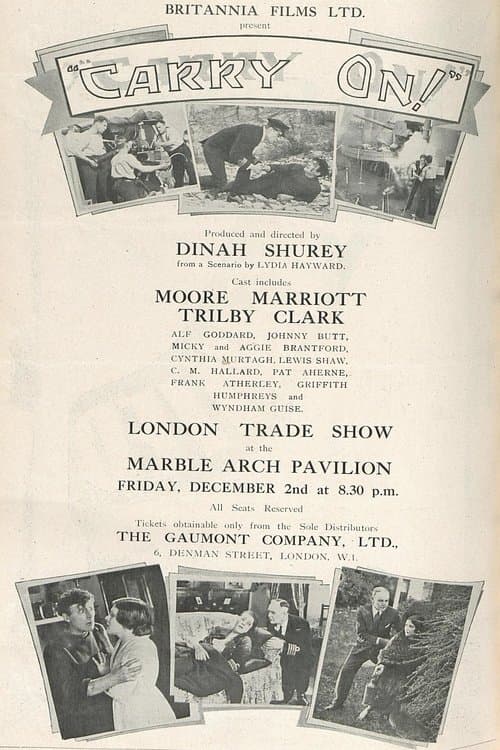 BRITANNIA FILMS LTD.
present
"CARRY ON!"
Produced and directed by
DINAH SHUREY
from a Scenario by LYDIA HAYWARD.
Cast includes
MOORE MARRIOTT
TRILBY CLARK
ALF GODDARD, JOHNNY BUTT,
MICKY and AGGIE BRANTFORD,
CYNTHIA MURTAGH, LEWIS SHAW,
C. M. HALLARD, PAT AHERNE,
FRANK ATHERLEY, GRIFFITH
HUMPHREYS and
WYNDHAM GUISE.
LONDON TRADE SHOW
at the
MARBLE ARCH PAVILION
FRIDAY, DECEMBER 2nd at 8.30 p.m.
All Seats Reserved
Tickets obtainable only from the Sole Distributors
THE GAUMONT COMPANY, LTD.,
6, DENMAN STREET, LONDON, W.1.